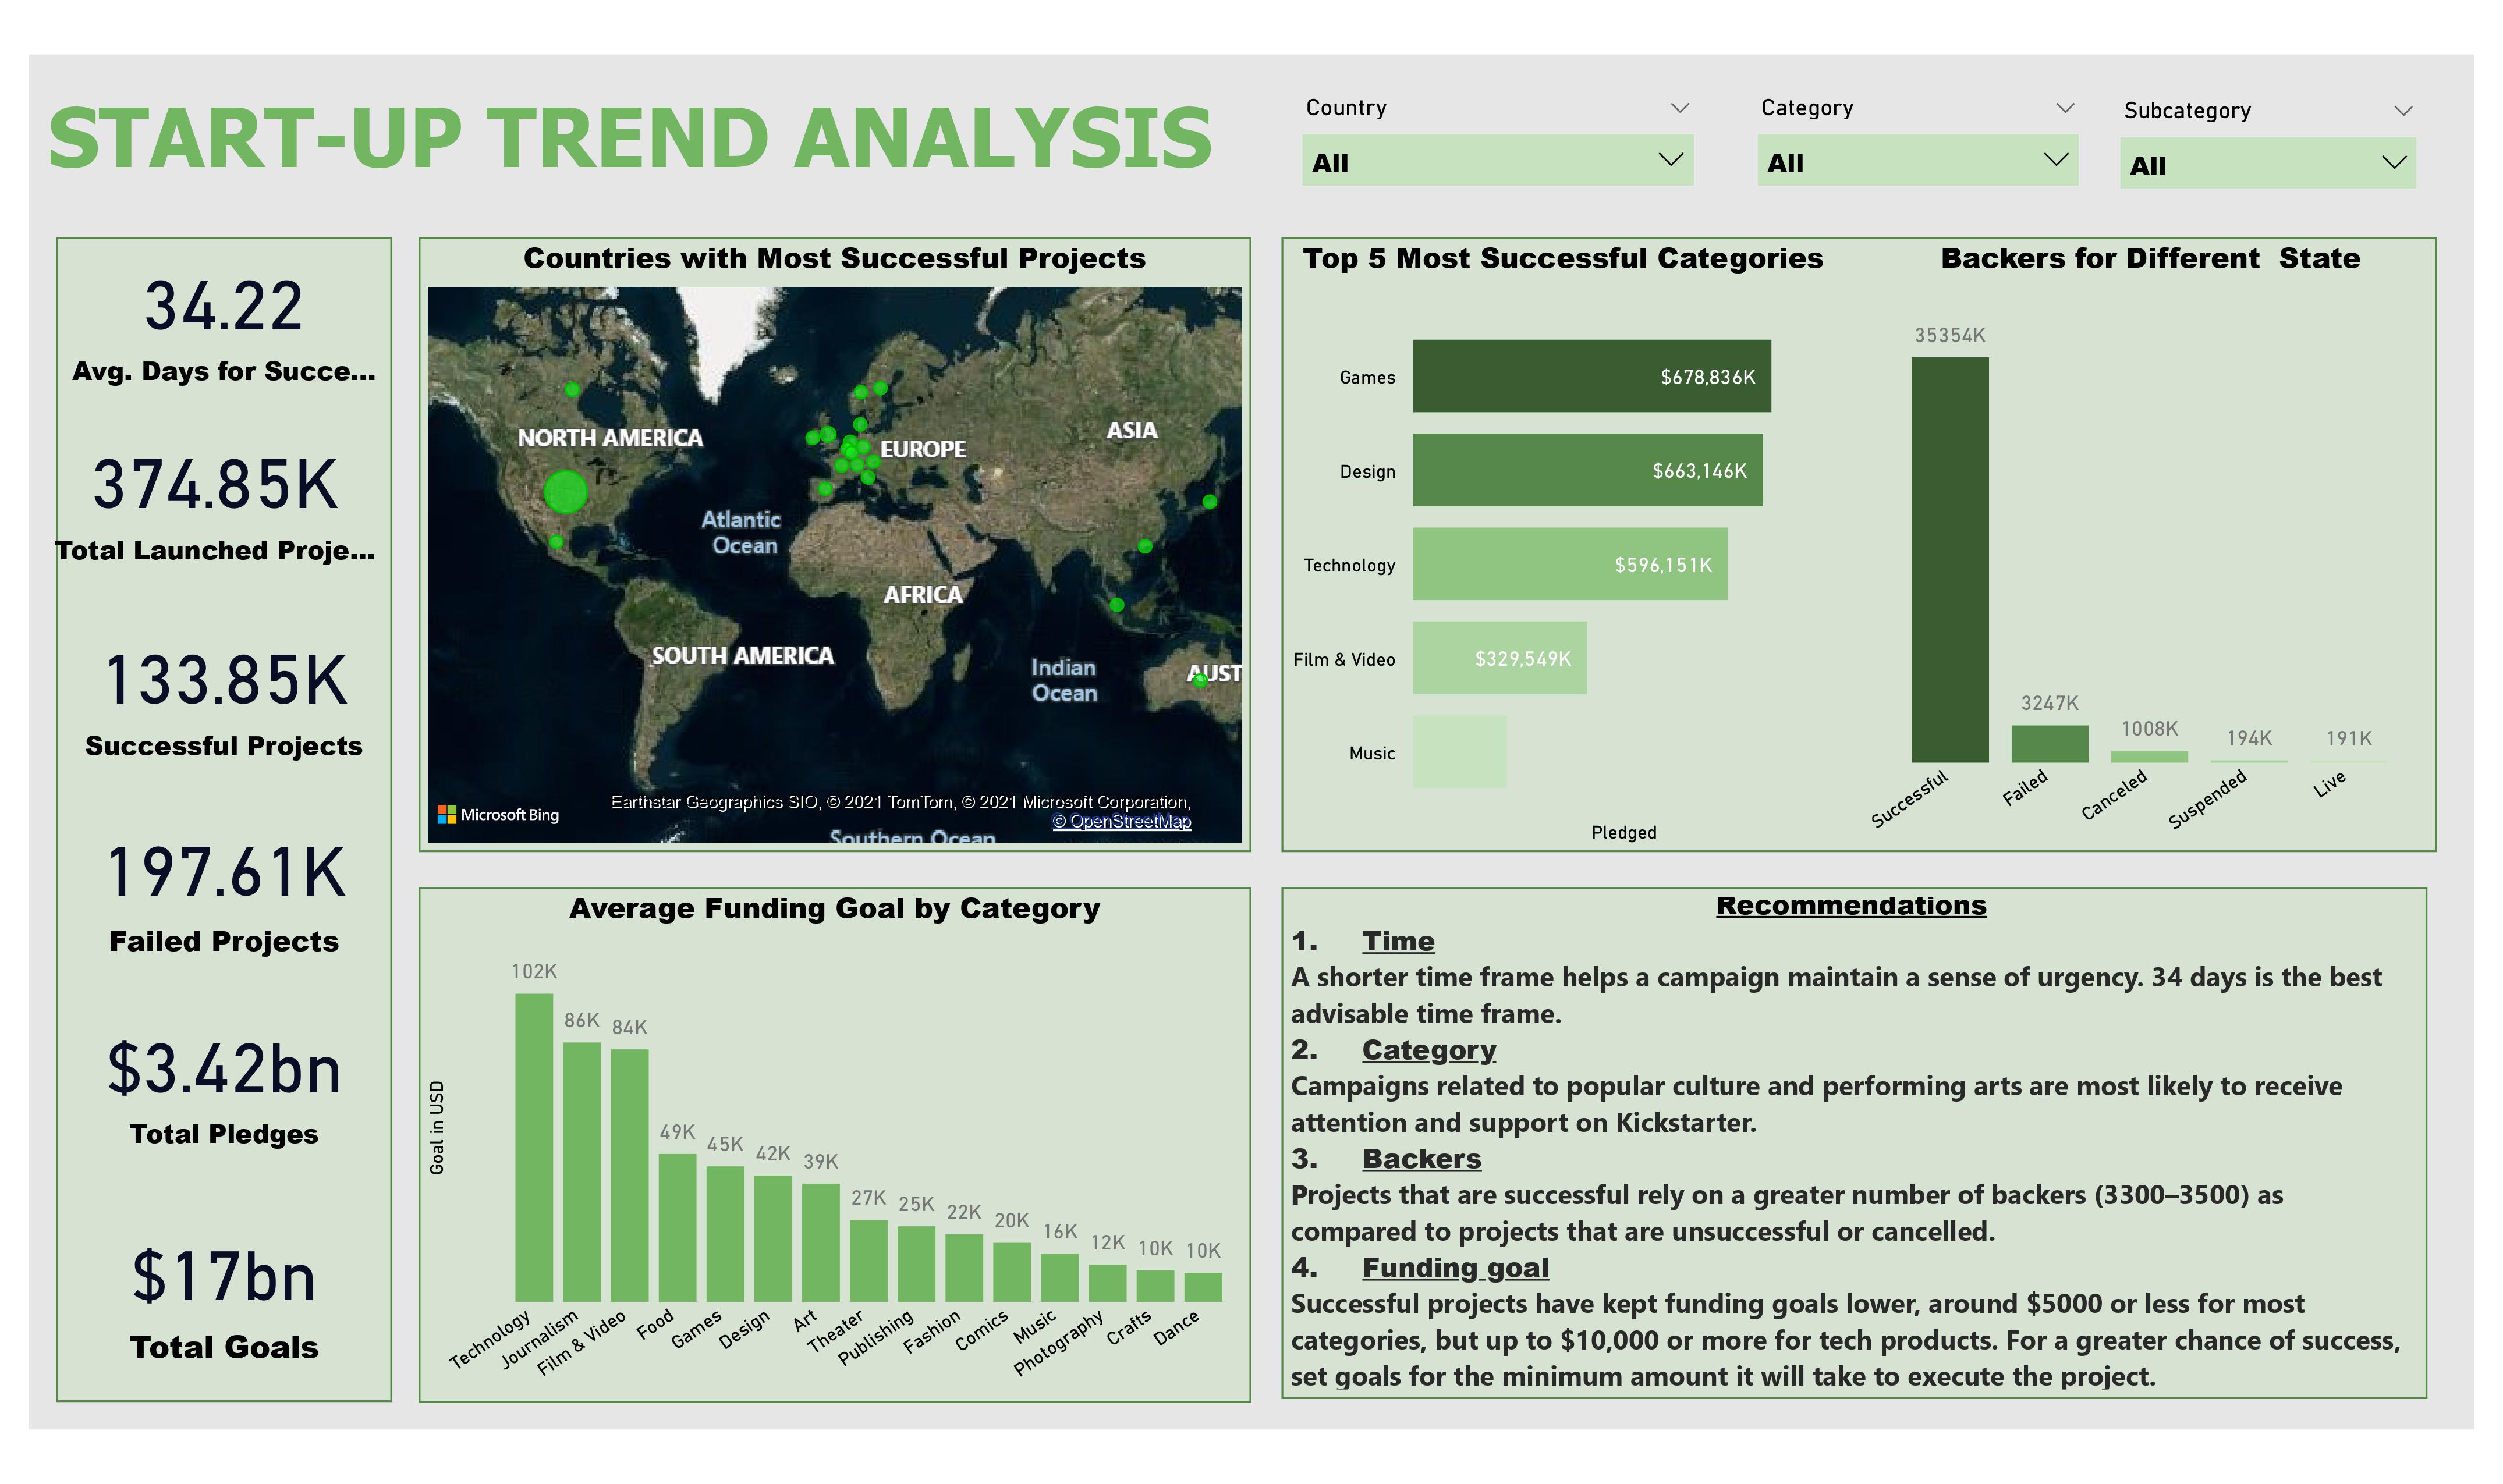 START-UP TREND ANALYSIS
Country
All
Category
All
Subcategory
All
34.22
Avg. Days for Succe...
374.85K
Total Launched Proje...
133.85K
Successful Projects
197.61K
Failed Projects
$3.42bn
Total Pledges
$17bn
Total Goals
Countries with Most Successful Projects
NORTH AMERICA
EUROPE
ASIA
Atlantic
Ocean
AFRICA
SOUTH AMERICA
Indian
Ocean
AUST
Microsoft Bing
Earthstar Geographics SIO, © 2021 TomTom, © 2021 Microsoft Corporation,
© OpenStreetMap
Southern Ocean
Top 5 Most Successful Categories
Games
$678,836K
Design
$663,146K
Technology
$596,151K
Film & Video
$329,549K
Music
Pledged
Backers for Different  State
35354K
3247K
1008K
194K
191K
Successful
Failed
Canceled
Suspended
Live
Average Funding Goal by Category
Goal in USD
102K
86K
84K
49K
45K
42K
39K
27K
25K
22K
20K
16K
12K
10K
10K
Technology
Journalism
Film & Video
Food
Games
Design
Art
Theater
Publishing
Fashion
Comics
Music
Photography
Crafts
Dance
Recommendations
1. Time
A shorter time frame helps a campaign maintain a sense of urgency. 34 days is the best
advisable time frame.
2. Category
Campaigns related to popular culture and performing arts are most likely to receive
attention and support on Kickstarter.
3. Backers
Projects that are successful rely on a greater number of backers (3300–3500) as
compared to projects that are unsuccessful or cancelled.
4. Funding goal
Successful projects have kept funding goals lower, around $5000 or less for most
categories, but up to $10,000 or more for tech products. For a greater chance of success,
set goals for the minimum amount it will take to execute the project.